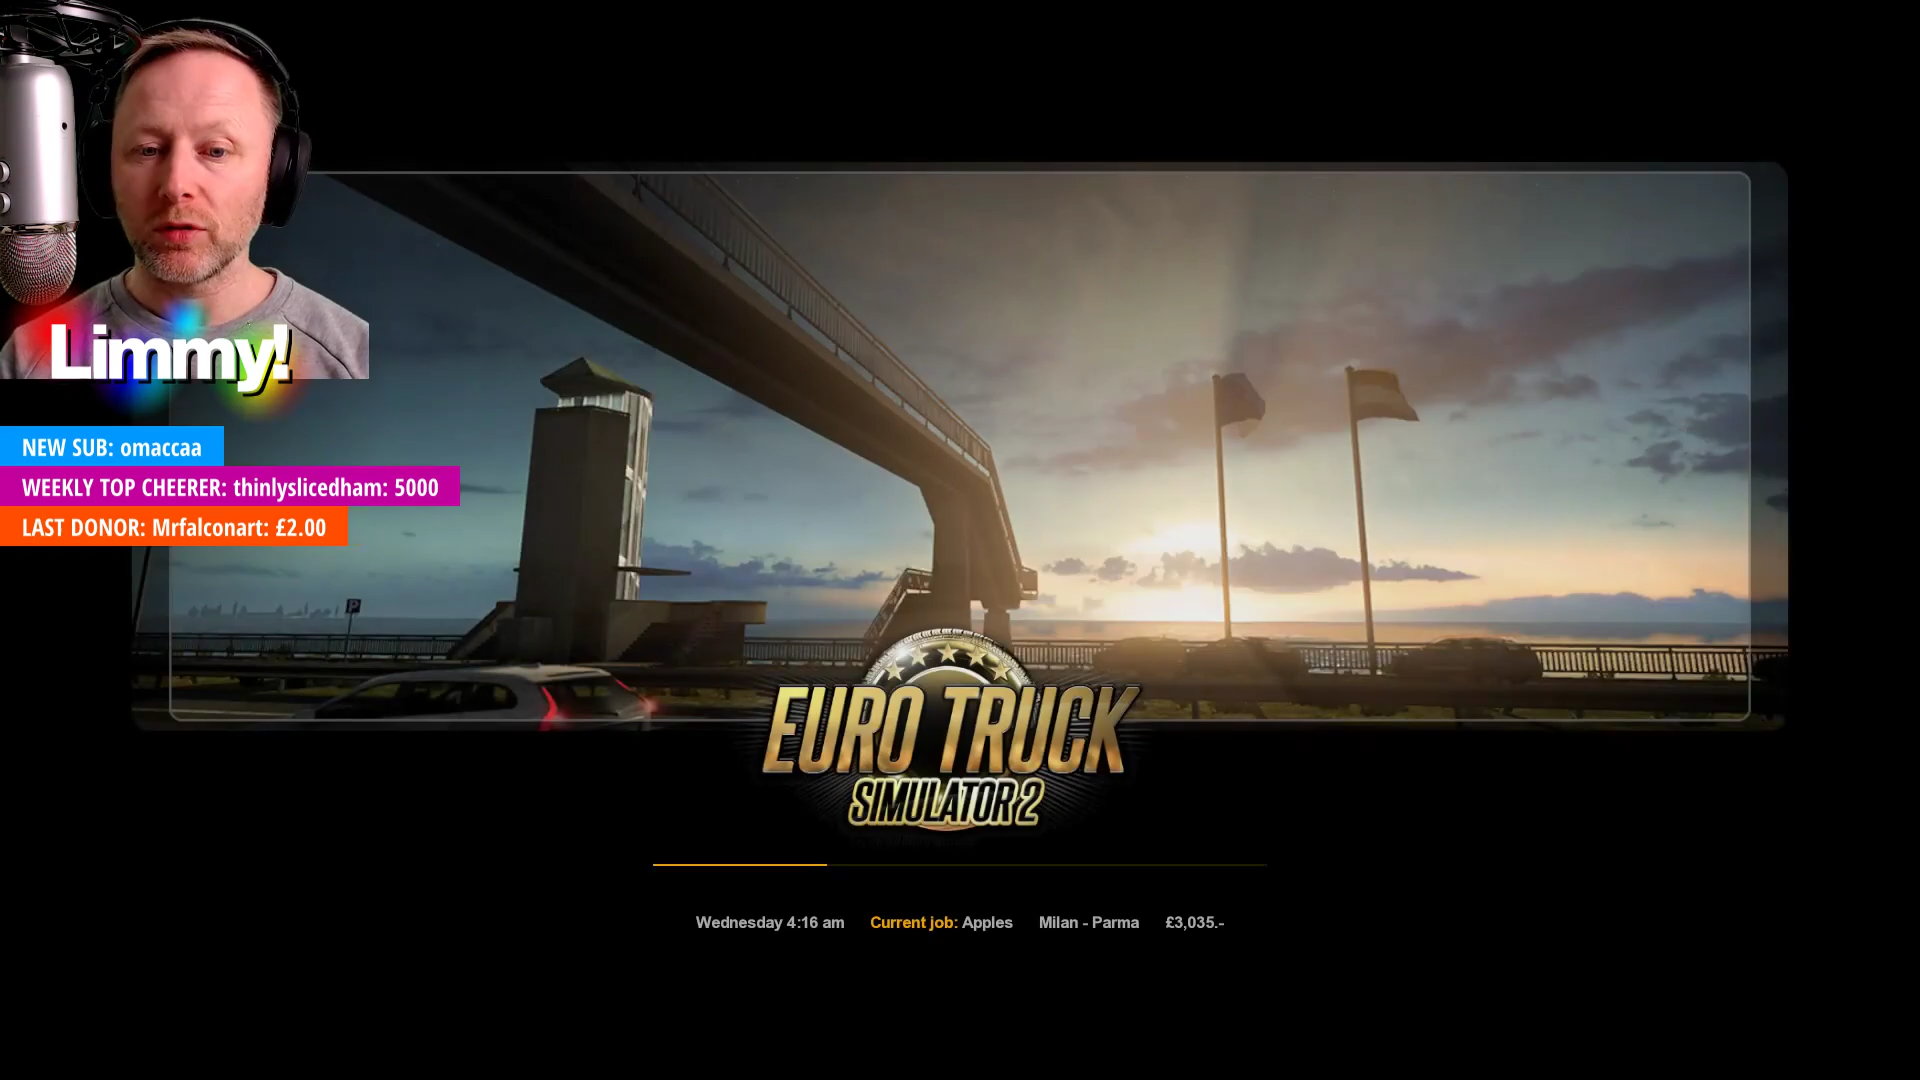 Limmy!
NEW SUB: omaccaa
WEEKLY TOP CHEERER: thinlyslicedham: 5000
LAST DONOR: Mrfalconart: £2.00
P
EURO TRUCK
SIMULATOR 2
Wednesday 4:16 am Current job: Apples Milan - Parma £3,035.-